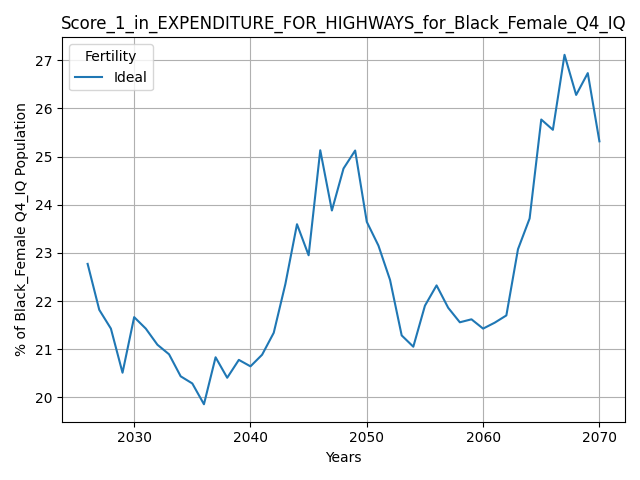 Score_1_in_EXPENDITURE_FOR_HIGHWAYS_for_Black_Female_Q4_IQ
Fertility
Ideal
% of Black_Female Q4_IQ Population
27
26
25
24
23
22
21
20
2030 2040 2050 2060 2070
Years